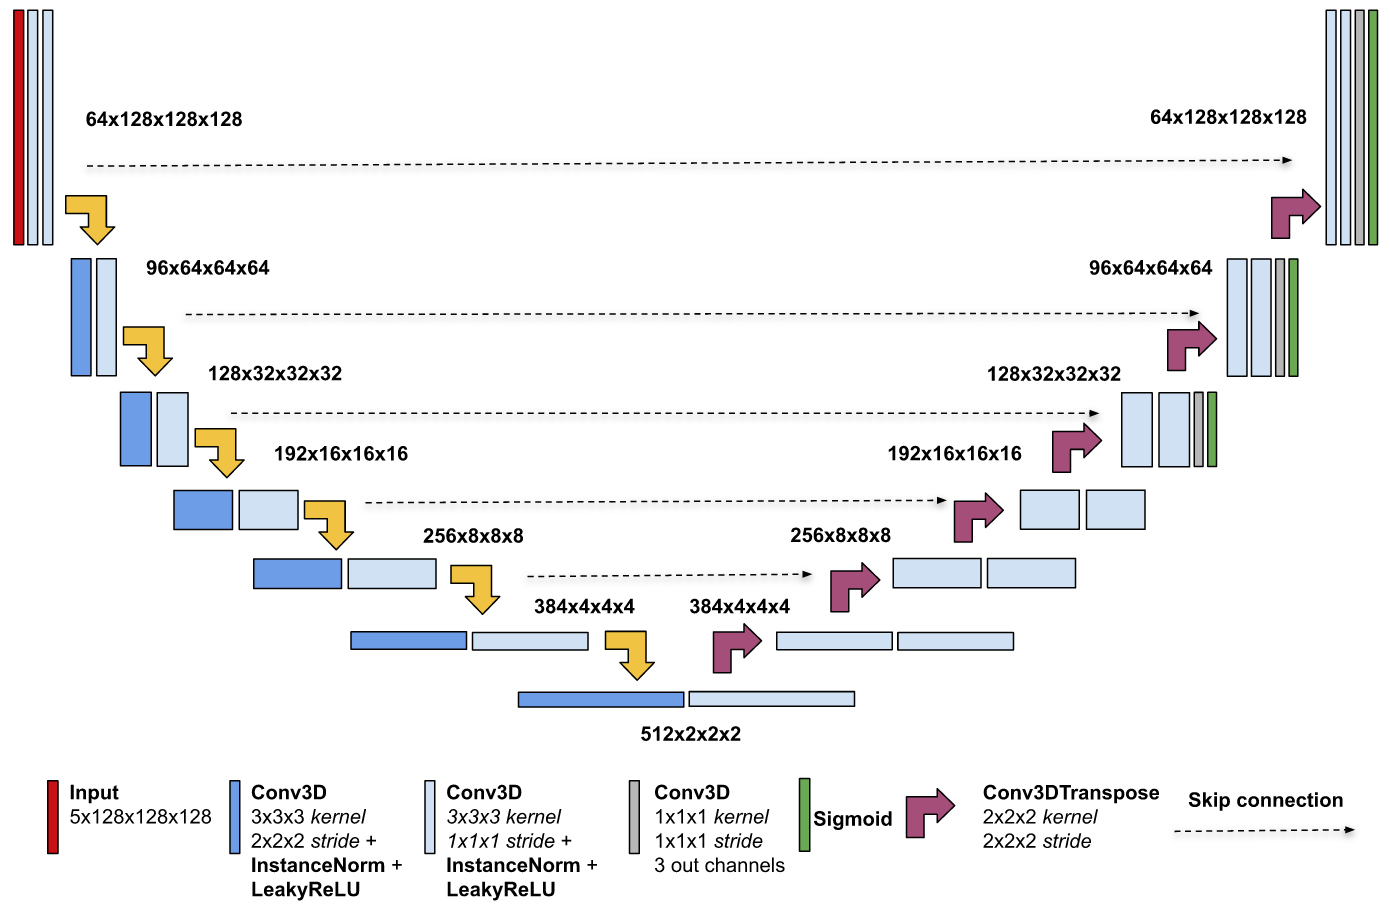 64x128x128x128
64x128x128x128
96x64x64x64
96x64x64x64
128x32x32x32
128x32x32x32
192x16x16x16
192x16x16x16
256x8x8x8
256x8x8x8
384x4x4x4
384x4x4x4
512x2x2x2
Input
5x128x128x128
Conv3D
3x3x3 kernel
2x2x2 stride +
InstanceNorm +
LeakyReLU
Conv3D
3x3x3 kernel
1x1x1 stride +
InstanceNorm +
LeakyReLU
Conv3D
1x1x1 kernel
1x1x1 stride
3 out channels
Sigmoid
Conv3DTranspose
2x2x2 kernel
2x2x2 stride
Skip connection